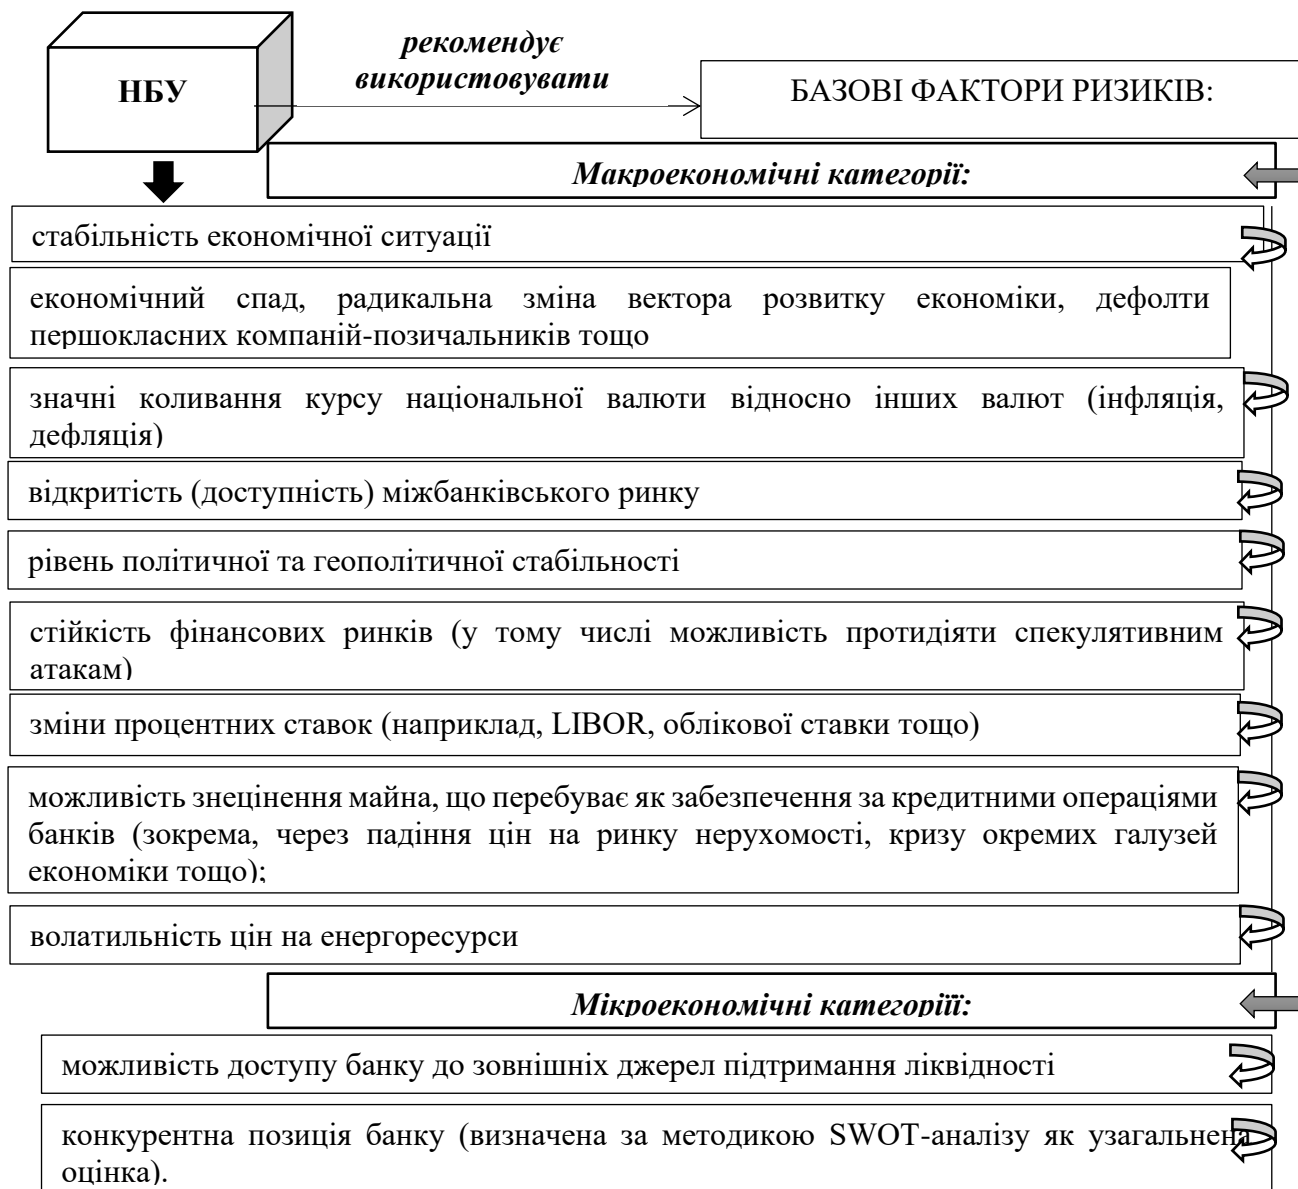 рекомендує
використовувати
НБУ
БАЗОВІ ФАКТОРИ РИЗИКІВ:
Макроекономічні категорії:
стабільність економічної ситуації
економічний спад, радикальна зміна вектора розвитку економіки, дефолти
першокласних компаній-позичальників тощо
значні коливання курсу національної валюти відносно інших валют (інфляція,
дефляція)
відкритість (доступність) міжбанківського ринку
рівень політичної та геополітичної стабільності
стійкість фінансових ринків (у тому числі можливість протидіяти спекулятивним
атакам)
зміни процентних ставок (наприклад, LIBOR, облікової ставки тощо)
можливість знецінення майна, що перебуває як забезпечення за кредитними операціями
банків (зокрема, через падіння цін на ринку нерухомості, кризу окремих галузей
економіки тощо);
волатильність цін на енергоресурси
Мікроекономічні категоріїі:
можливість доступу банку до зовнішніх джерел підтримання ліквідності
конкурентна позиція банку (визначена за методикою SWOT-аналізу як узагальнена
оцінка).